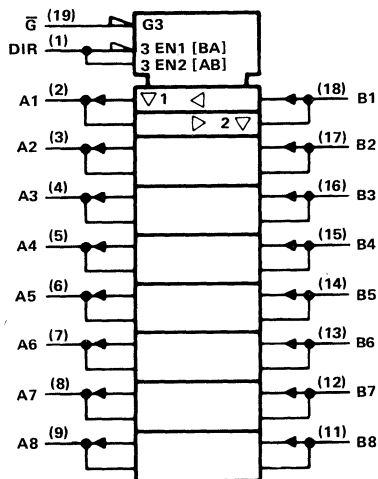 G̅ (19) G3
DIR (1) 3 EN1 [BA]
3 EN2 [AB]
A1 (2) ▽ 1 ◁ (18) B1
▷ 2 ▽
A2 (3) (17) B2
A3 (4) (16) B3
A4 (5) (15) B4
A5 (6) (14) B5
A6 (7) (13) B6
A7 (8) (12) B7
A8 (9) (11) B8